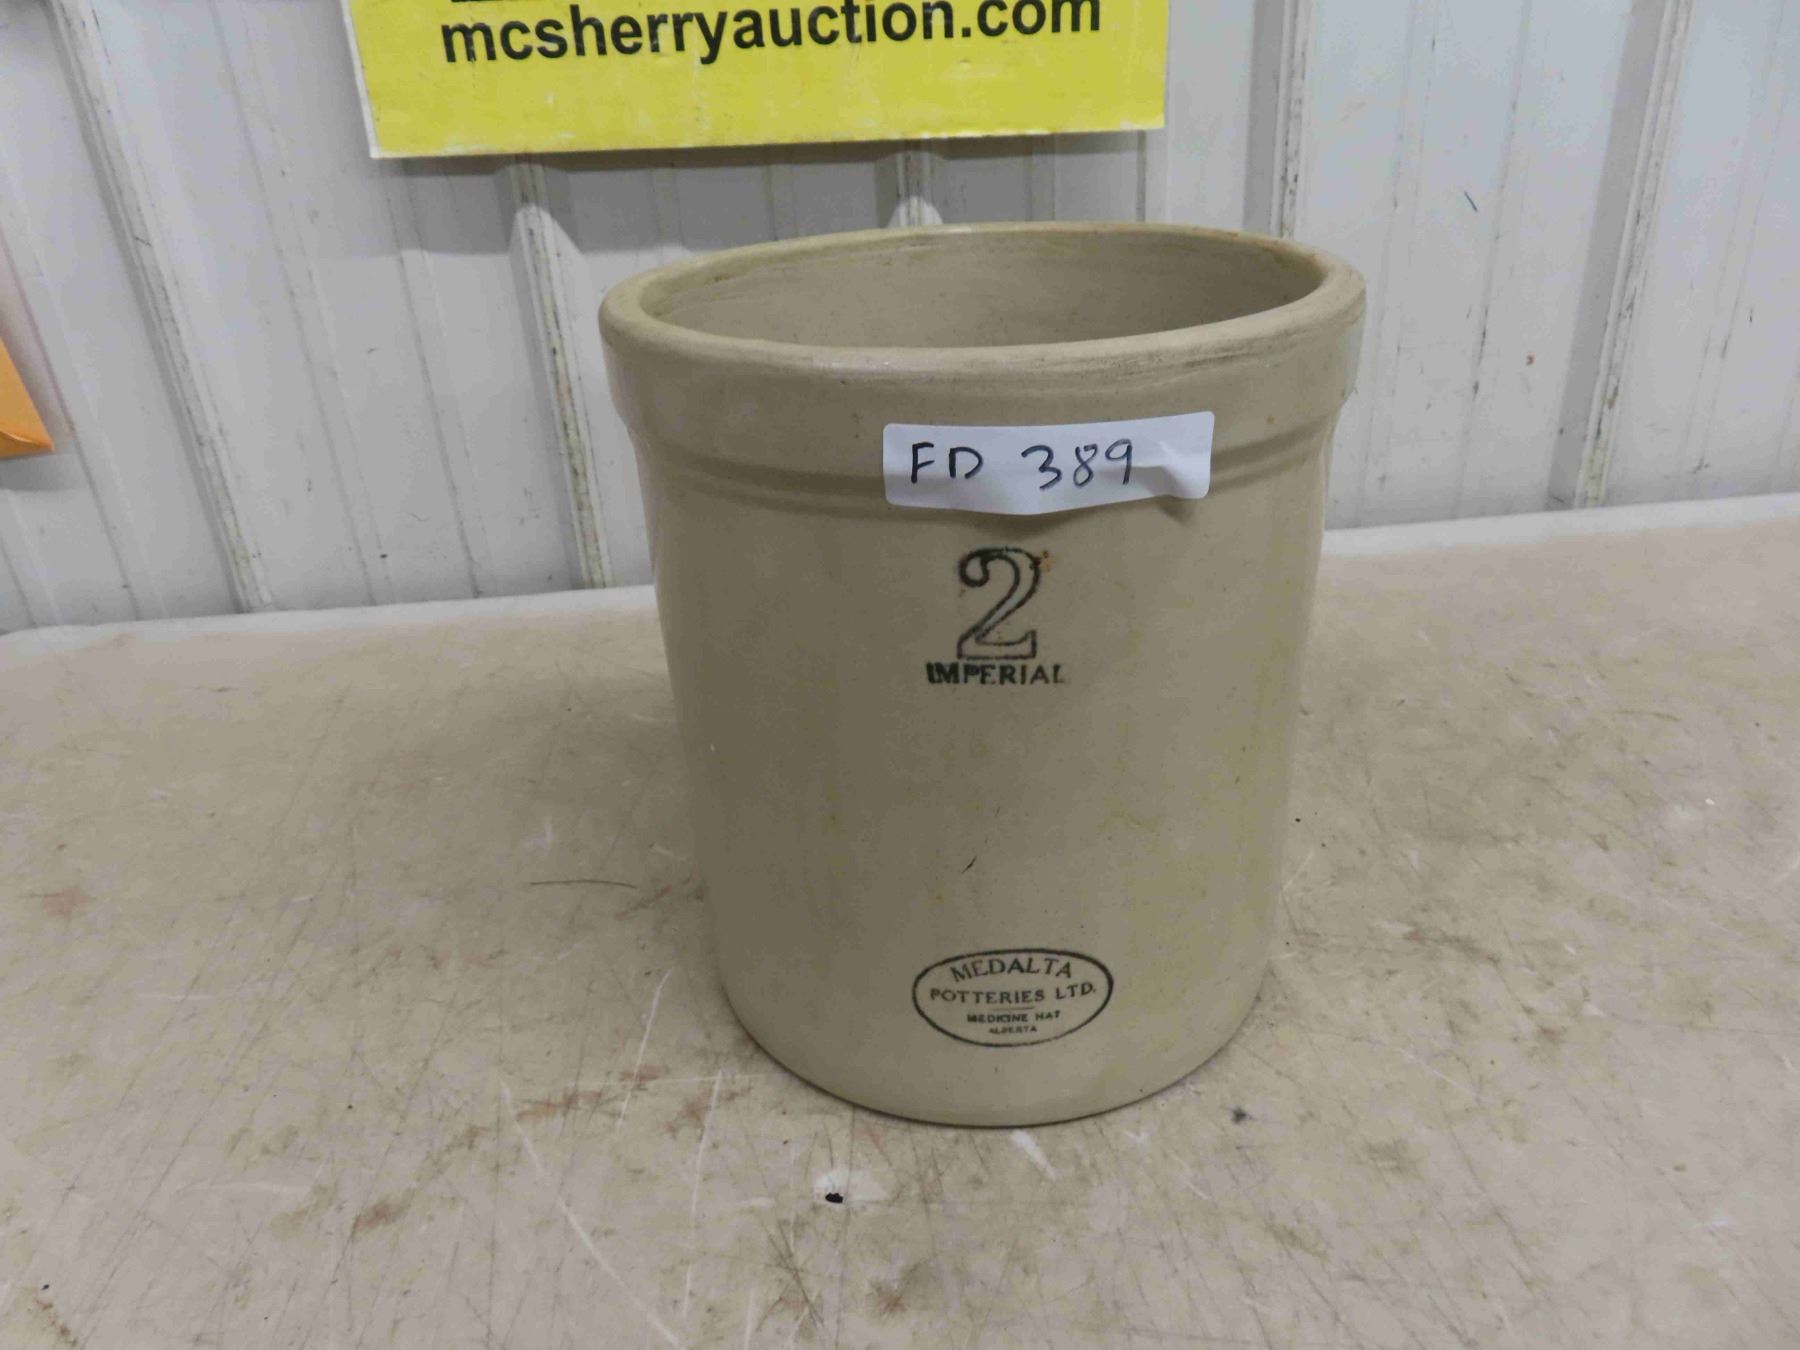 mcsherryauction.com
FD 389
2
IMPERIAL
MEDALTA
POTTERIES LTD.
MEDICINE HAT
ALBERTA